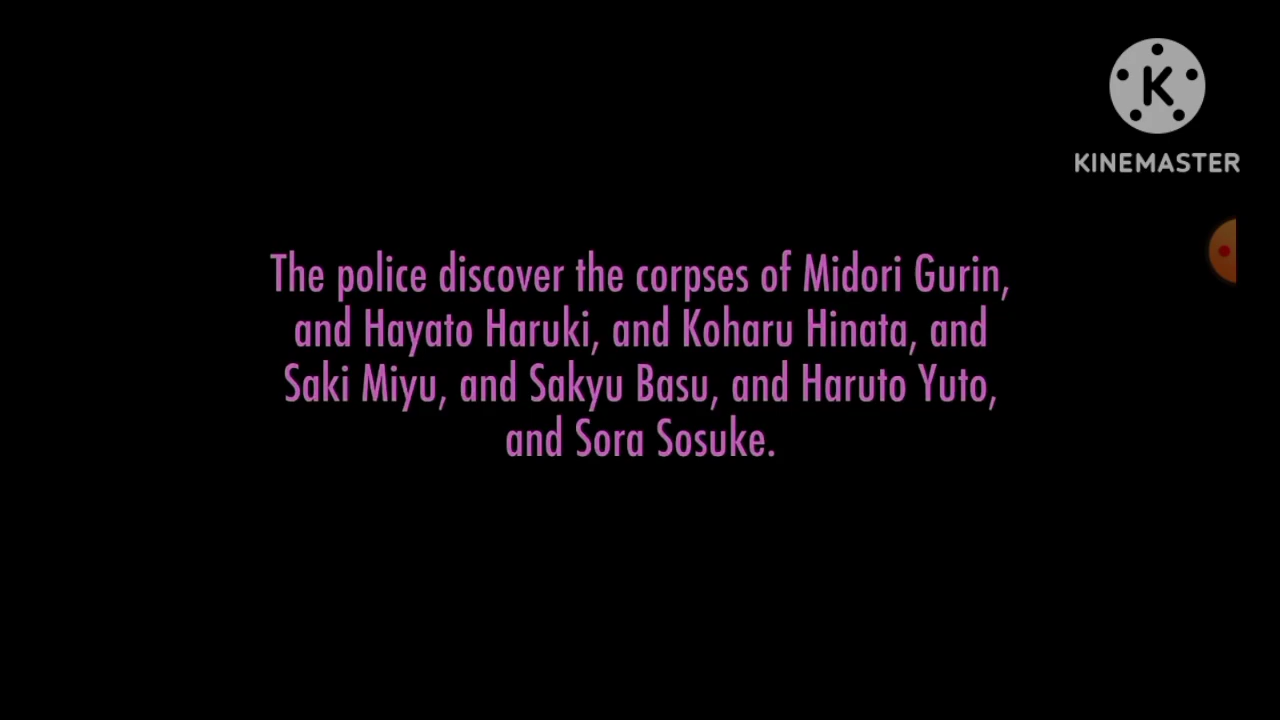 K
KINEMASTER
The police discover the corpses of Midori Gurin,
and Hayato Haruki, and Koharu Hinata, and
Saki Miyu, and Sakyu Basu, and Haruto Yuto,
and Sora Sosuke.